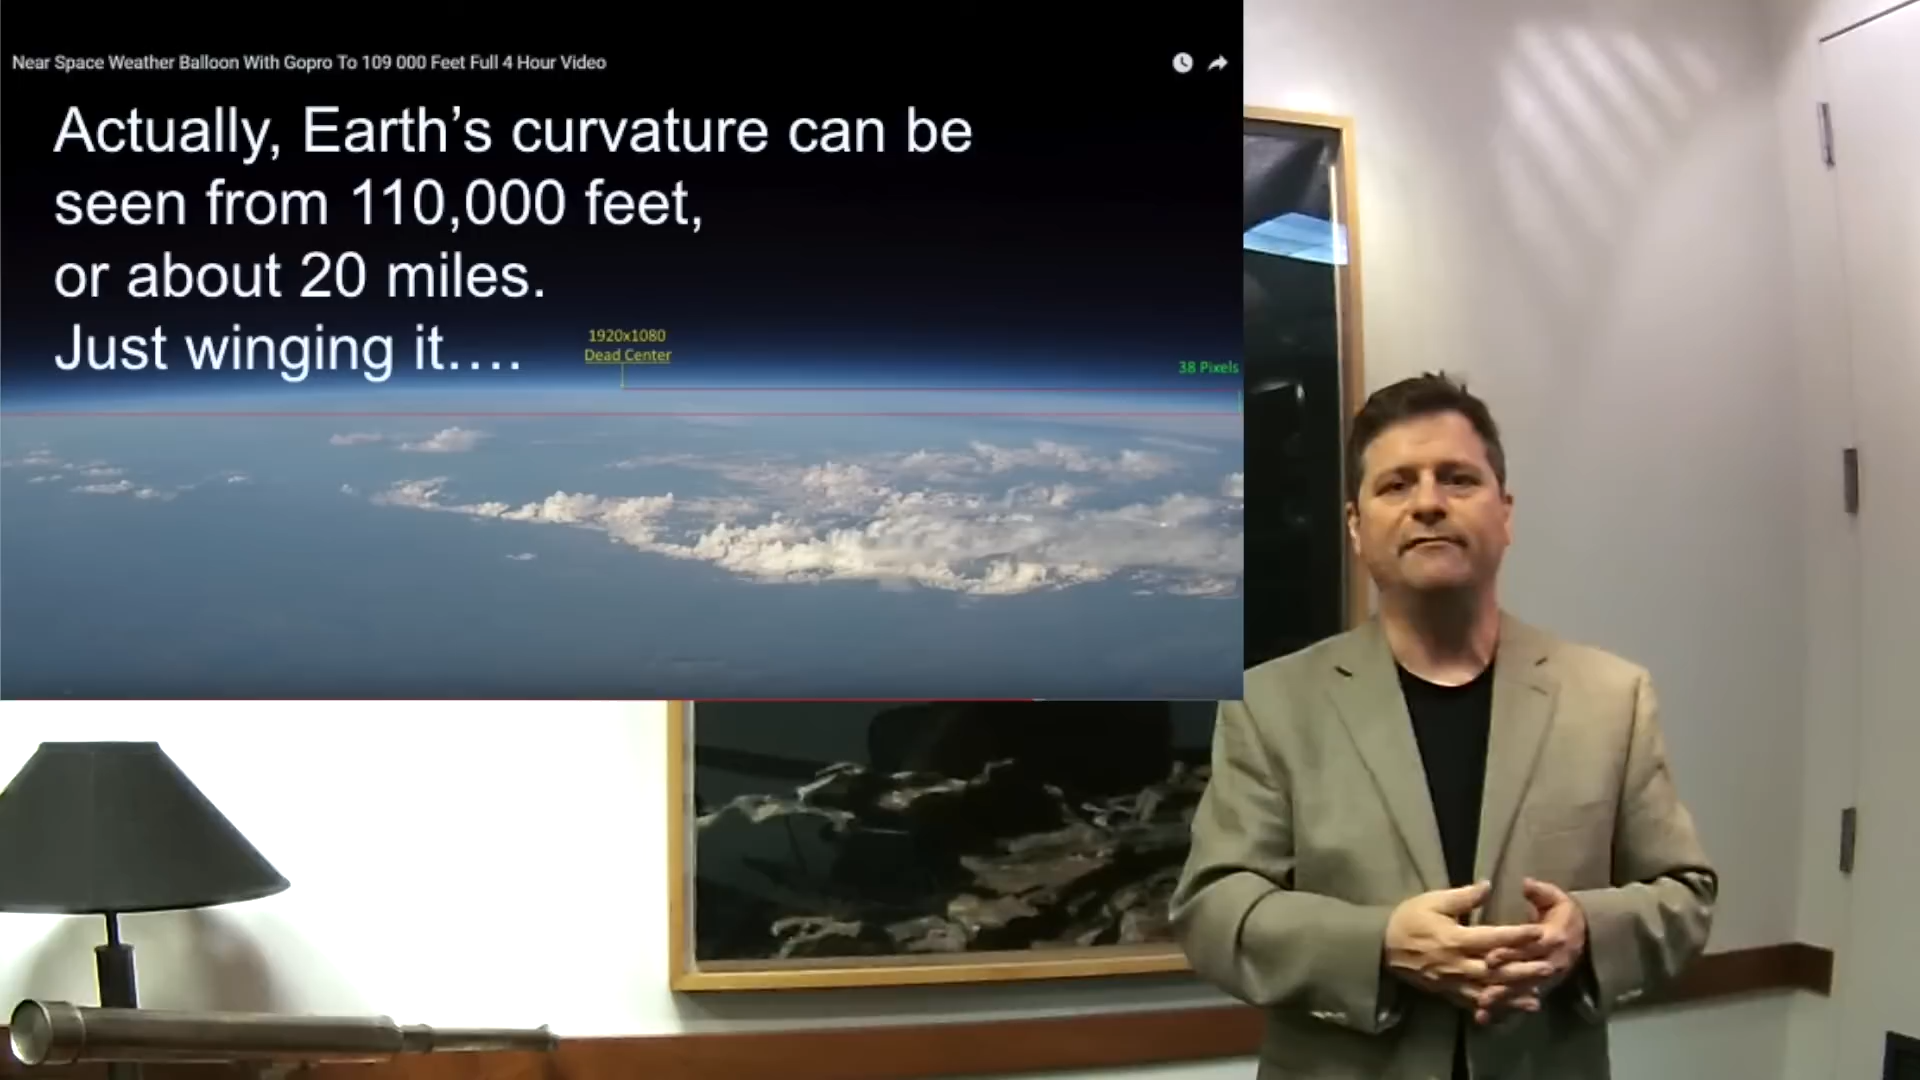 Near Space Weather Balloon With Gopro To 109 000 Feet Full 4 Hour Video
Actually, Earth’s curvature can be
seen from 110,000 feet,
or about 20 miles.
Just winging it….
1920x1080
Dead Center
38 Pixels